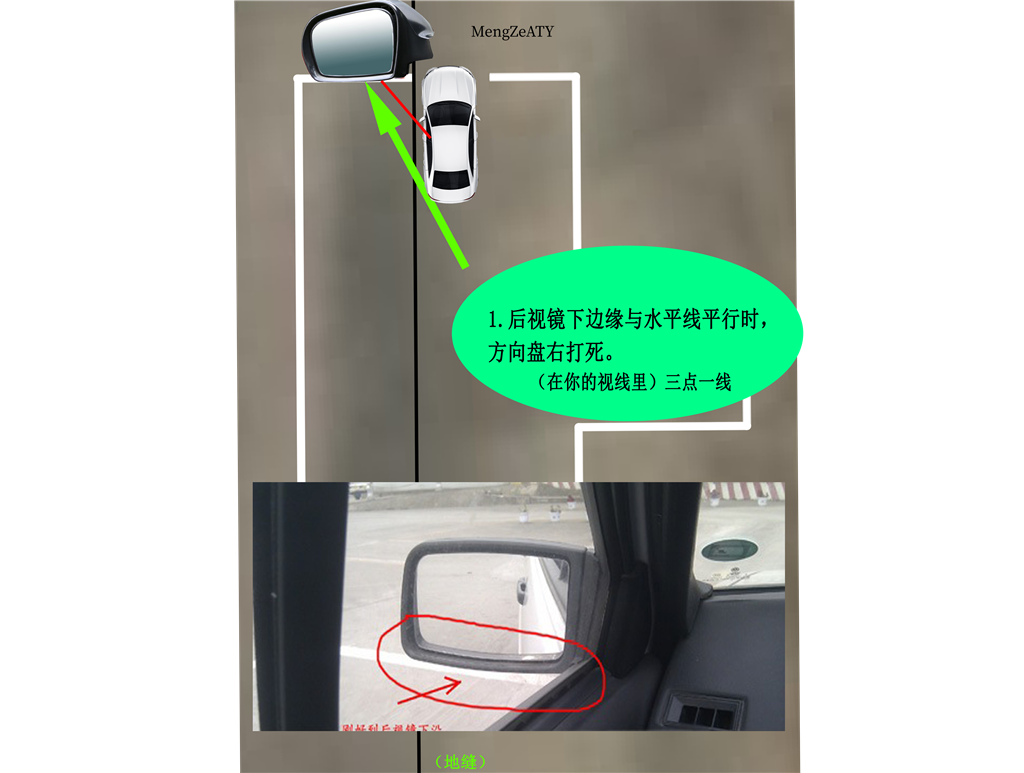 MengZeATY
1.后视镜下边缘与水平线平行时，
方向盘右打死。
（在你的视线里）三点一线
刚好到后视镜下沿
（地缝）